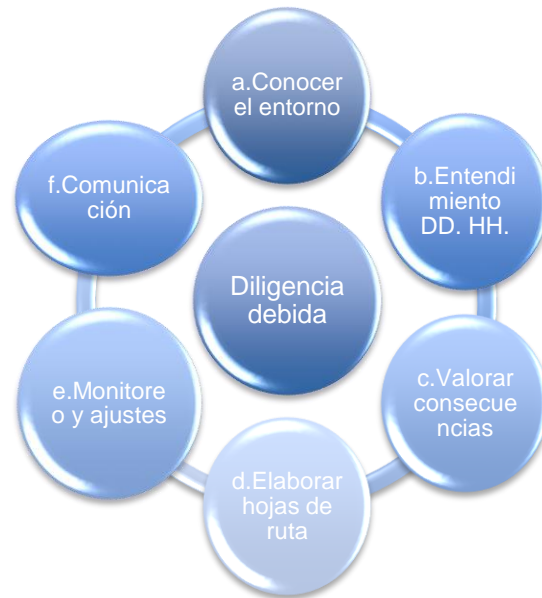 a.Conocer
el entorno
b.Entendi
miento
DD. HH.
c.Valorar
consecue
ncias
d.Elaborar
hojas de
ruta
e.Monitore
o y ajustes
f.Comunica
ción
Diligencia
debida